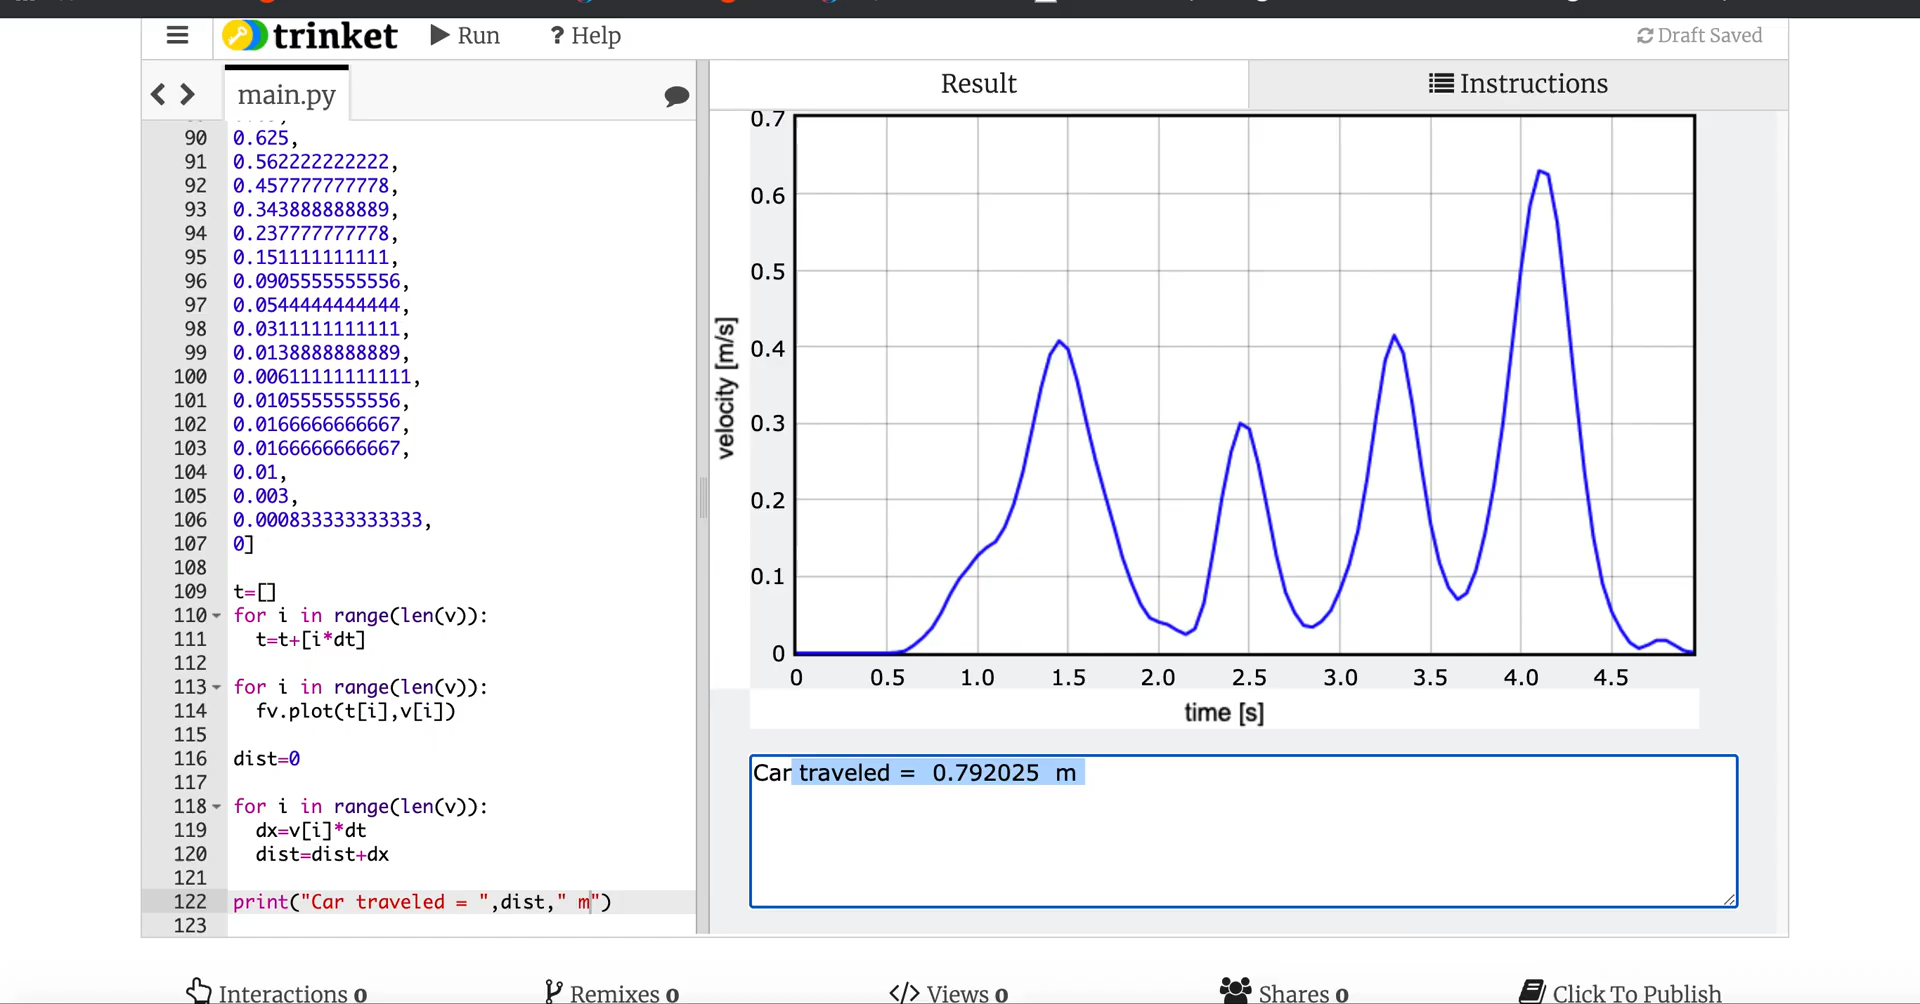 trinket Run ? Help Draft Saved
main.py
Result Instructions
90 0.625,
91 0.562222222222,
92 0.457777777778,
93 0.343888888889,
94 0.237777777778,
95 0.151111111111,
96 0.0905555555556,
97 0.0544444444444,
98 0.0311111111111,
99 0.0138888888889,
100 0.00611111111111,
101 0.0105555555556,
102 0.0166666666667,
103 0.0166666666667,
104 0.01,
105 0.003,
106 0.000833333333333,
107 0]
108
109 t=[]
110 for i in range(len(v)):
111 t=t+[i*dt]
112
113 for i in range(len(v)):
114 fv.plot(t[i],v[i])
115
116 dist=0
117
118 for i in range(len(v)):
119 dx=v[i]*dt
120 dist=dist+dx
121
122 print("Car traveled = ",dist," m")
123
0.7
0.6
0.5
0.4
0.3
0.2
0.1
0
velocity [m/s]
0 0.5 1.0 1.5 2.0 2.5 3.0 3.5 4.0 4.5
time [s]
Car traveled = 0.792025 m
Interactions 0 Remixes 0 </> Views 0 Shares 0 Click To Publish